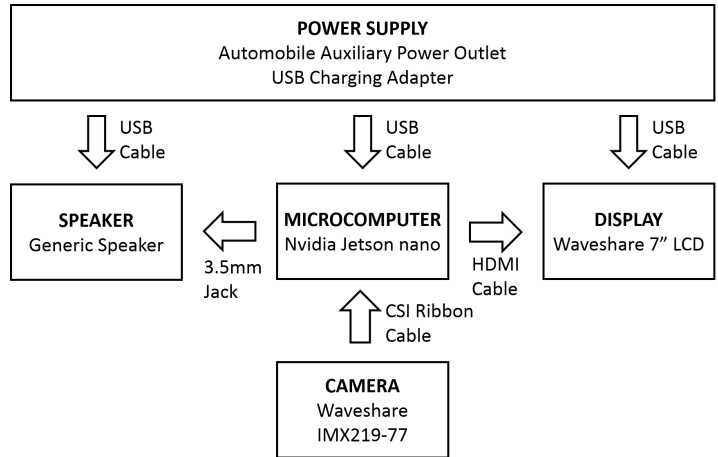 POWER SUPPLY
Automobile Auxiliary Power Outlet
USB Charging Adapter
USB
Cable
USB
Cable
USB
Cable
SPEAKER
Generic Speaker
3.5mm
Jack
MICROCOMPUTER
Nvidia Jetson nano
HDMI
Cable
DISPLAY
Waveshare 7” LCD
CSI Ribbon
Cable
CAMERA
Waveshare
IMX219-77